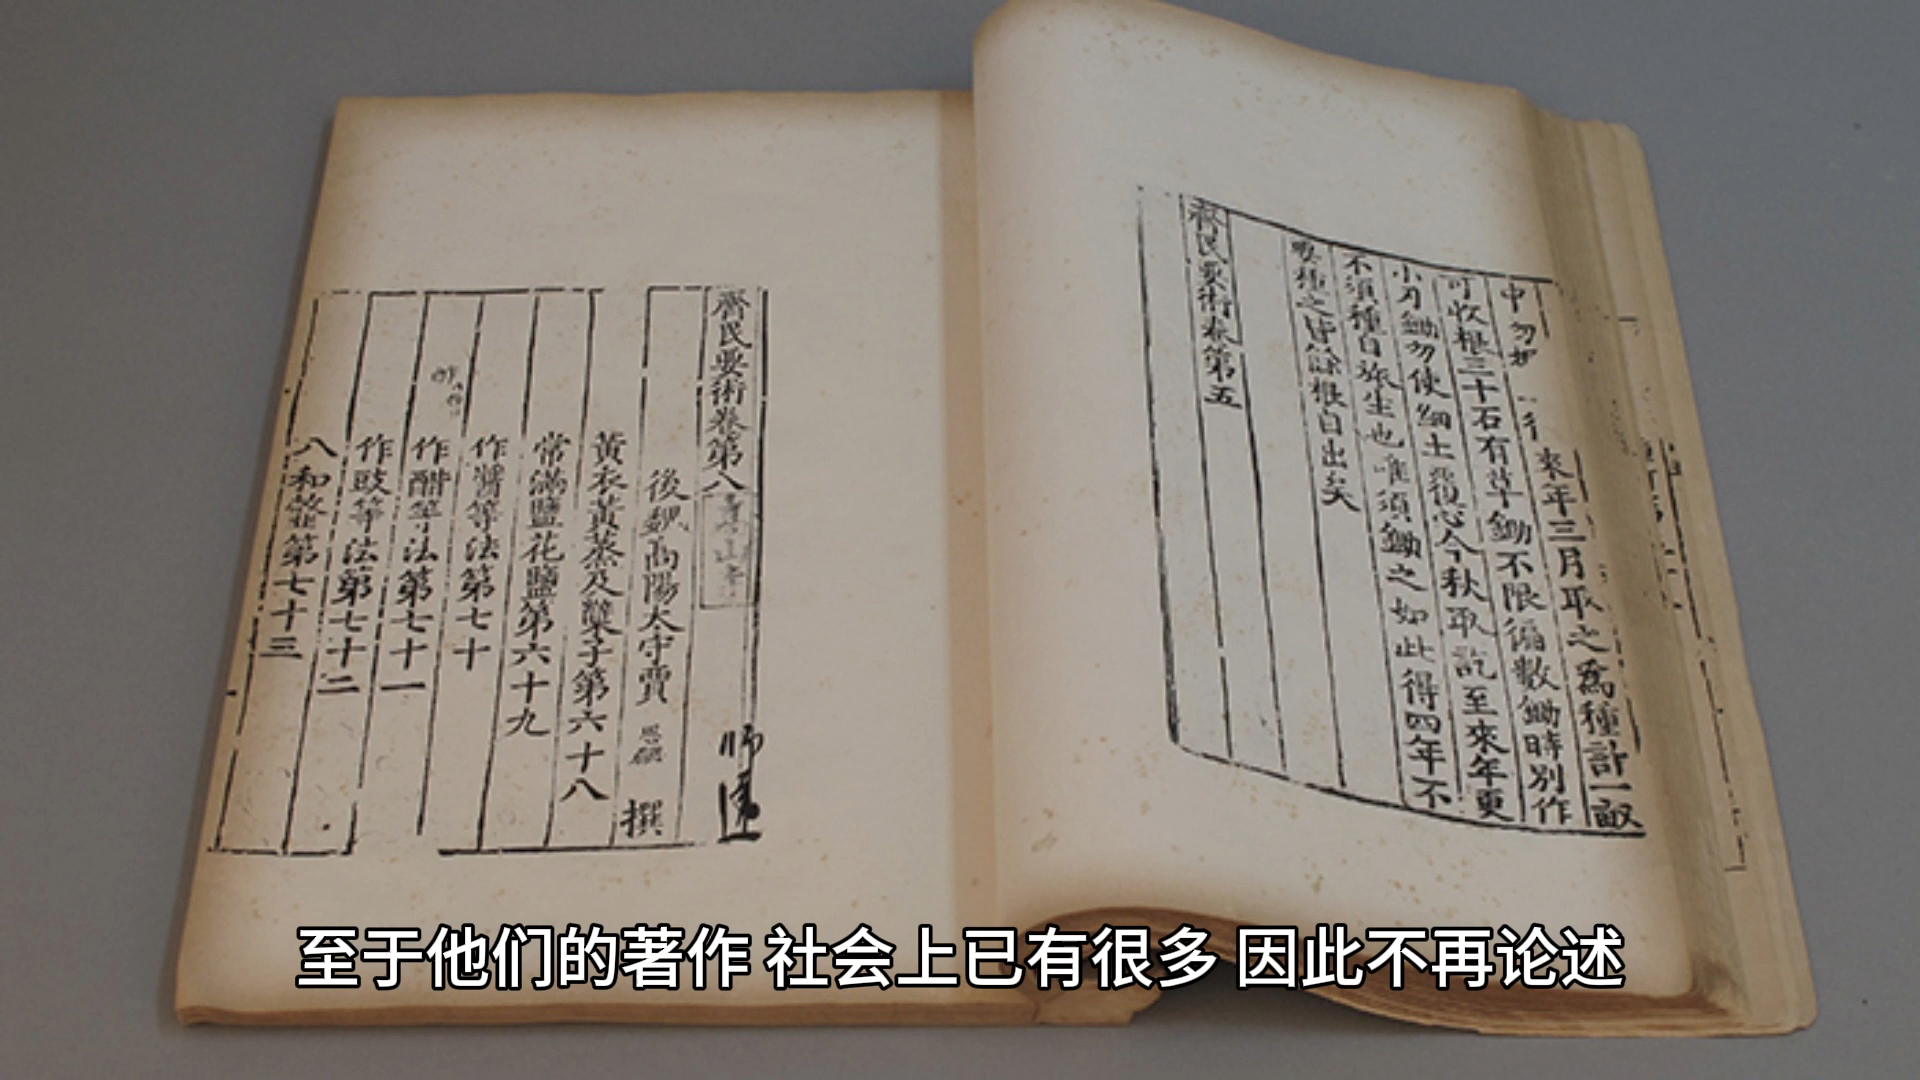 中勿
來年三月取之爲種計一畝
可收根三十石有草鋤不限徧數鋤時別作
小刀鋤勿使細土覆心今秋取訖至來年更
不須種自旅生也唯須鋤之如此得四年不
要種之皆餘根自出矣
齊民要術卷第五
齊民要術卷第八
後魏高陽太守賈思勰撰
黃衣黃蒸及糵子第六十八
常滿鹽花鹽第六十九
作醬等法第七十
作酢等法第七十一
作豉等法第七十二
八和虀第七十三
至于他们的著作 社会上已有很多 因此不再论述